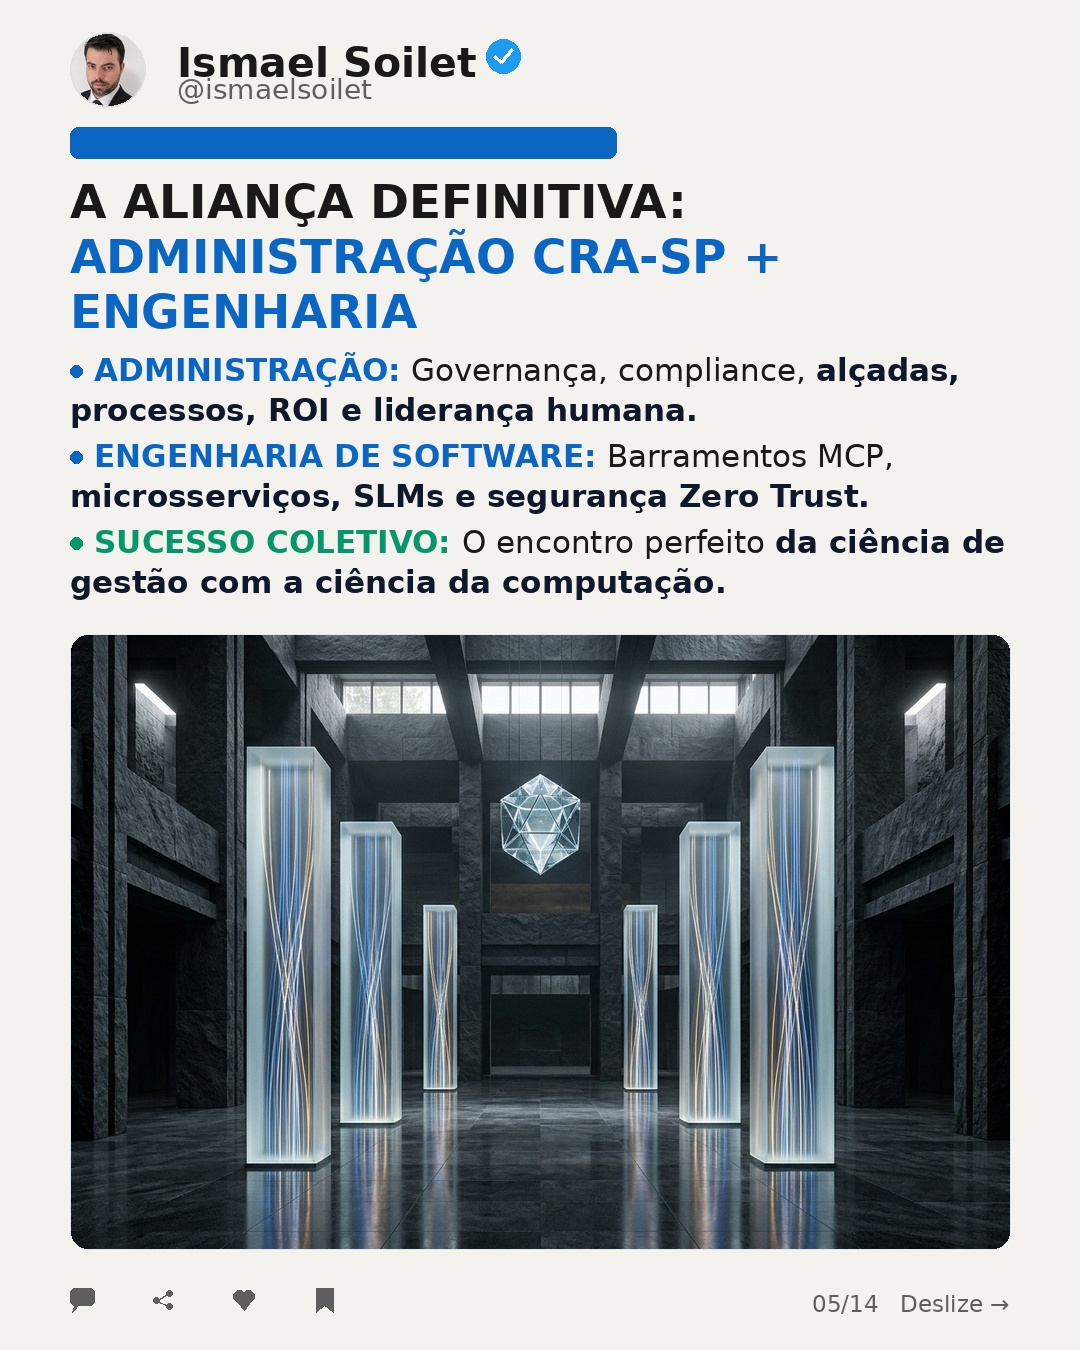 Ismael Soilet
@ismaelsoilet
A ALIANÇA DEFINITIVA:
ADMINISTRAÇÃO CRA-SP +
ENGENHARIA
• ADMINISTRAÇÃO: Governança, compliance, alçadas,
processos, ROI e liderança humana.
• ENGENHARIA DE SOFTWARE: Barramentos MCP,
microsserviços, SLMs e segurança Zero Trust.
• SUCESSO COLETIVO: O encontro perfeito da ciência de
gestão com a ciência da computação.
05/14 Deslize →